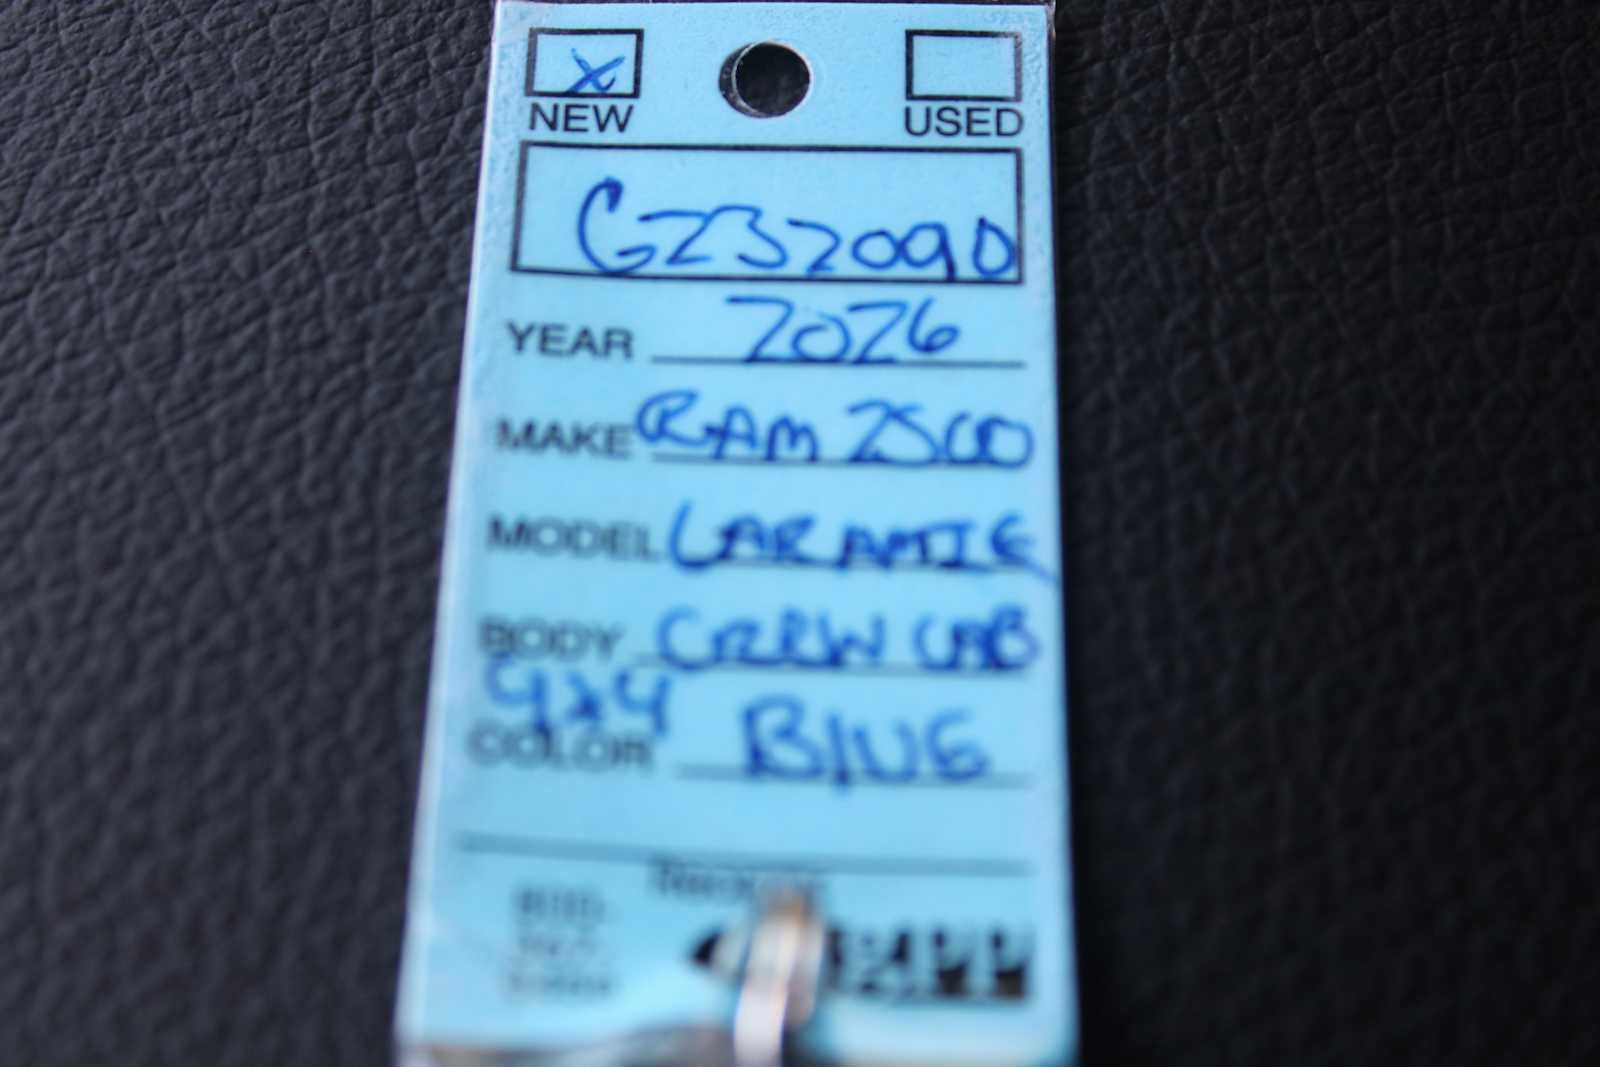 X
NEW USED
GZ32090
YEAR 2026
MAKE RAM 2500
MODEL LARAMIE
BODY CREW CAB
4x4
COLOR BLUE